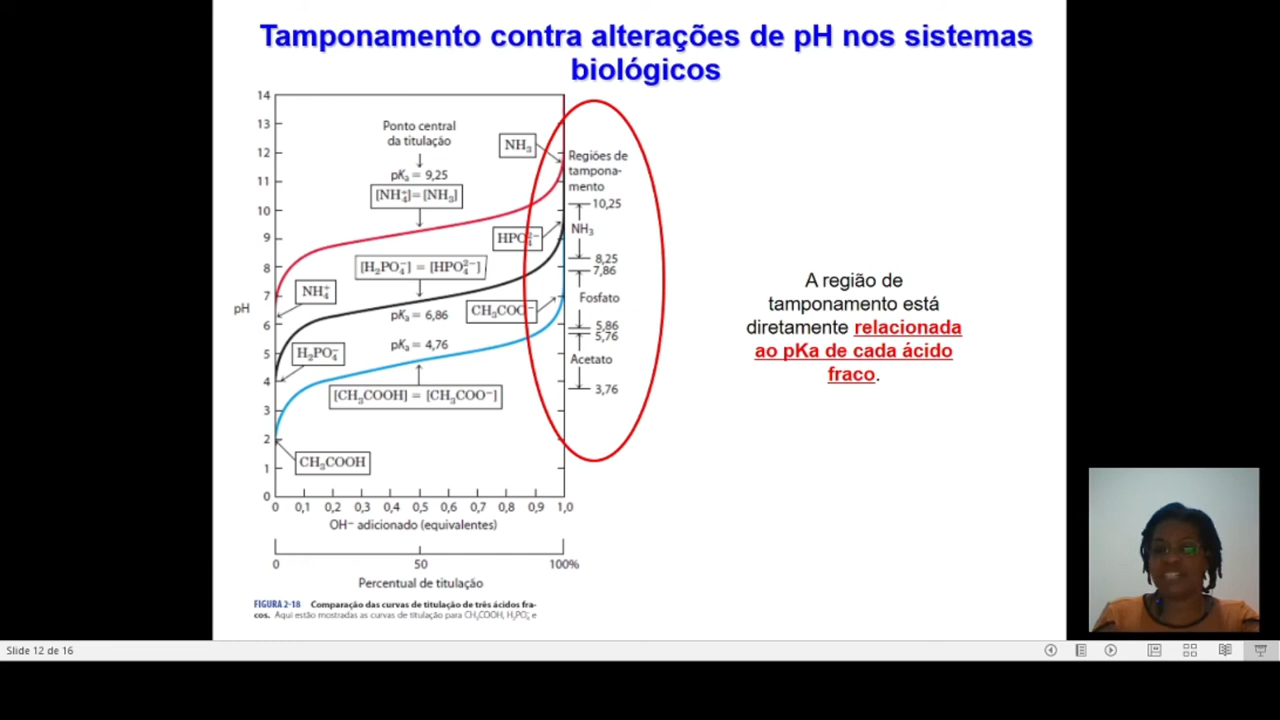 Tamponamento contra alterações de pH nos sistemas
biológicos
14
13
12
11
10
9
8
7
6
5
4
3
2
1
0
pH
Ponto central
da titulação
pKa = 9,25
[NH4+]=[NH3]
NH3
Regiões de
tampona-
mento
10,25
NH3
8,25
7,86
Fosfato
5,86
5,76
Acetato
3,76
HPO4^2−
[H2PO4−] = [HPO4^2−]
NH4+
pKa = 6,86
CH3COO−
pKa = 4,76
H2PO4−
[CH3COOH] = [CH3COO−]
CH3COOH
0 0,1 0,2 0,3 0,4 0,5 0,6 0,7 0,8 0,9 1,0
OH− adicionado (equivalentes)
0 50 100%
Percentual de titulação
FIGURA 2-18 Comparação das curvas de titulação de três ácidos fra-
cos. Aqui estão mostradas as curvas de titulação para CH3COOH, H2PO4− e
A região de
tamponamento está
diretamente relacionada
ao pKa de cada ácido
fraco.
Slide 12 de 16